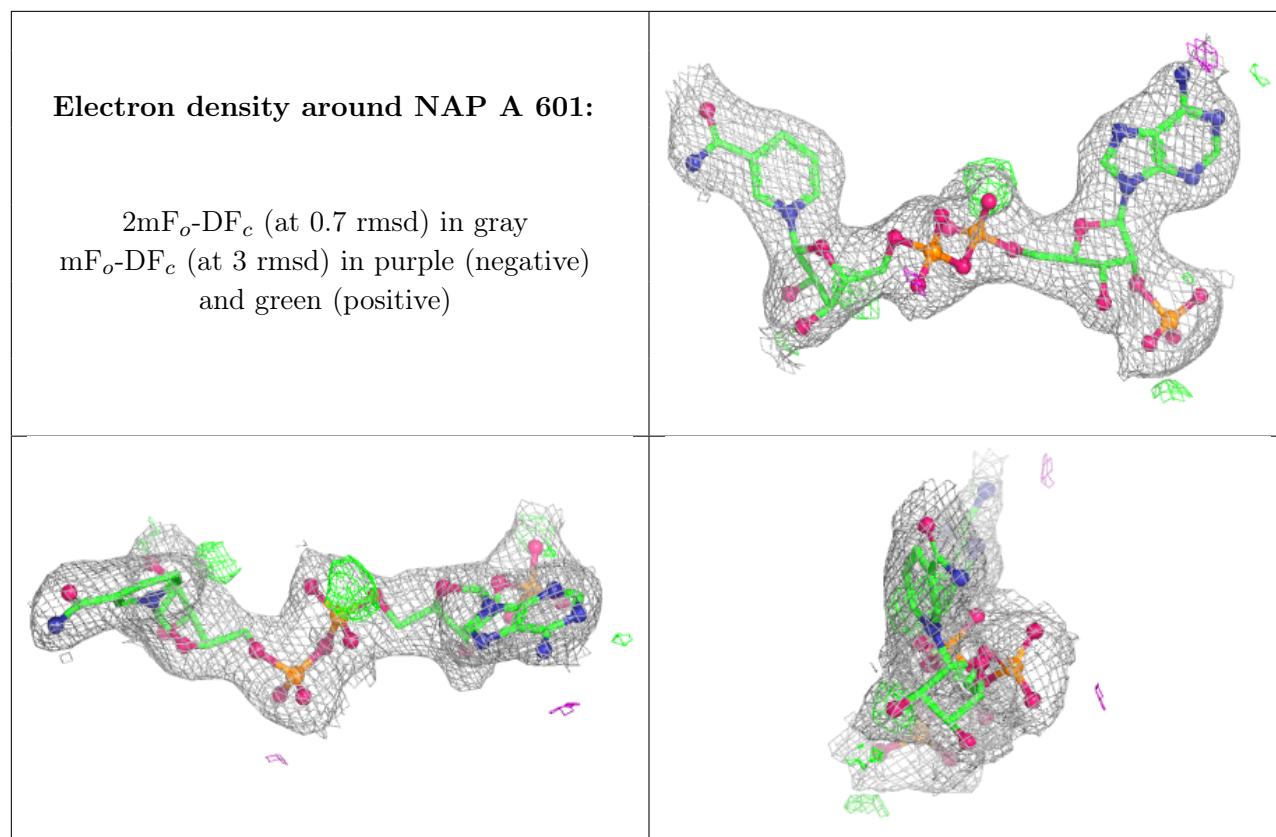 Electron density around NAP A 601:
2mFo-DFc (at 0.7 rmsd) in gray
mFo-DFc (at 3 rmsd) in purple (negative)
and green (positive)